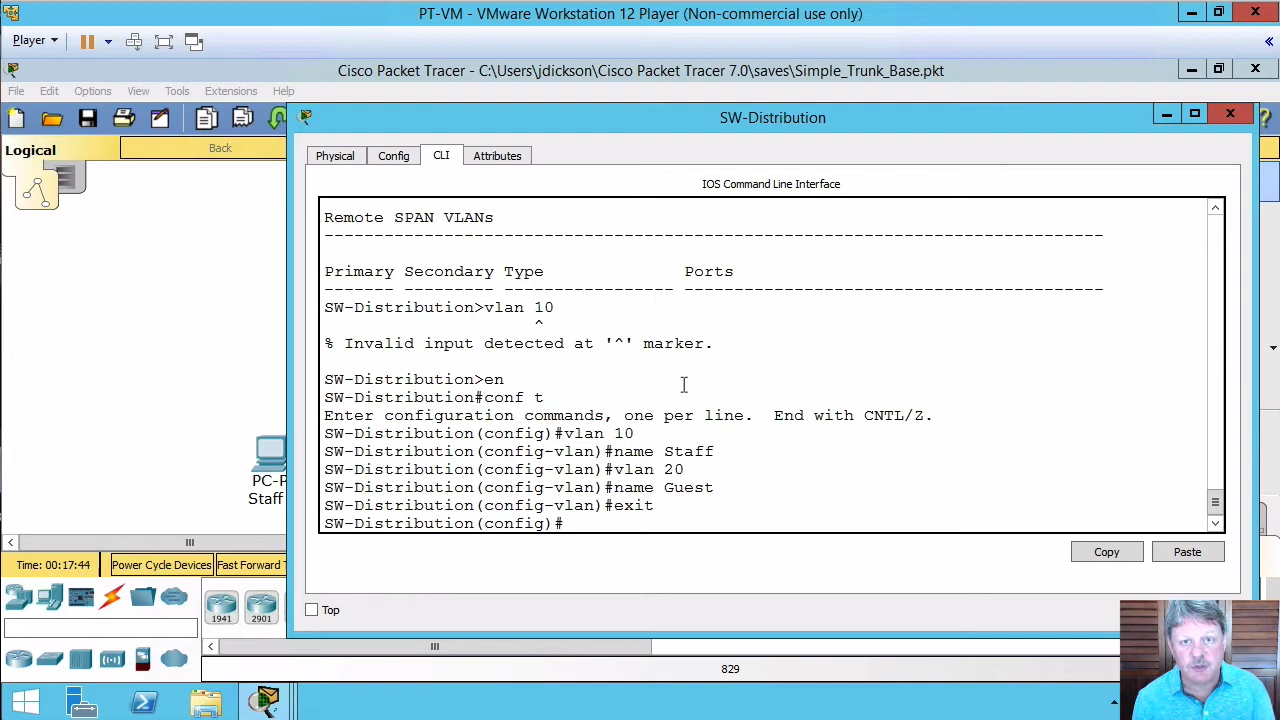 PT-VM - VMware Workstation 12 Player (Non-commercial use only)
Player
Cisco Packet Tracer - C:\Users\jdickson\Cisco Packet Tracer 7.0\saves\Simple_Trunk_Base.pkt
File Edit Options View Tools Extensions Help
SW-Distribution
Logical
Back
Physical Config CLI Attributes
IOS Command Line Interface
Remote SPAN VLANs
------------------------------------------------------------------------------
Primary Secondary Type              Ports
------- --------- ----------------- ------------------------------------------
SW-Distribution>vlan 10
^
% Invalid input detected at '^' marker.
SW-Distribution>en
SW-Distribution#conf t
Enter configuration commands, one per line.  End with CNTL/Z.
SW-Distribution(config)#vlan 10
SW-Distribution(config-vlan)#name Staff
SW-Distribution(config-vlan)#vlan 20
SW-Distribution(config-vlan)#name Guest
SW-Distribution(config-vlan)#exit
SW-Distribution(config)#
PC-P
Staff
Copy Paste
Time: 00:17:44 Power Cycle Devices Fast Forward T
1941 2901
Top
829